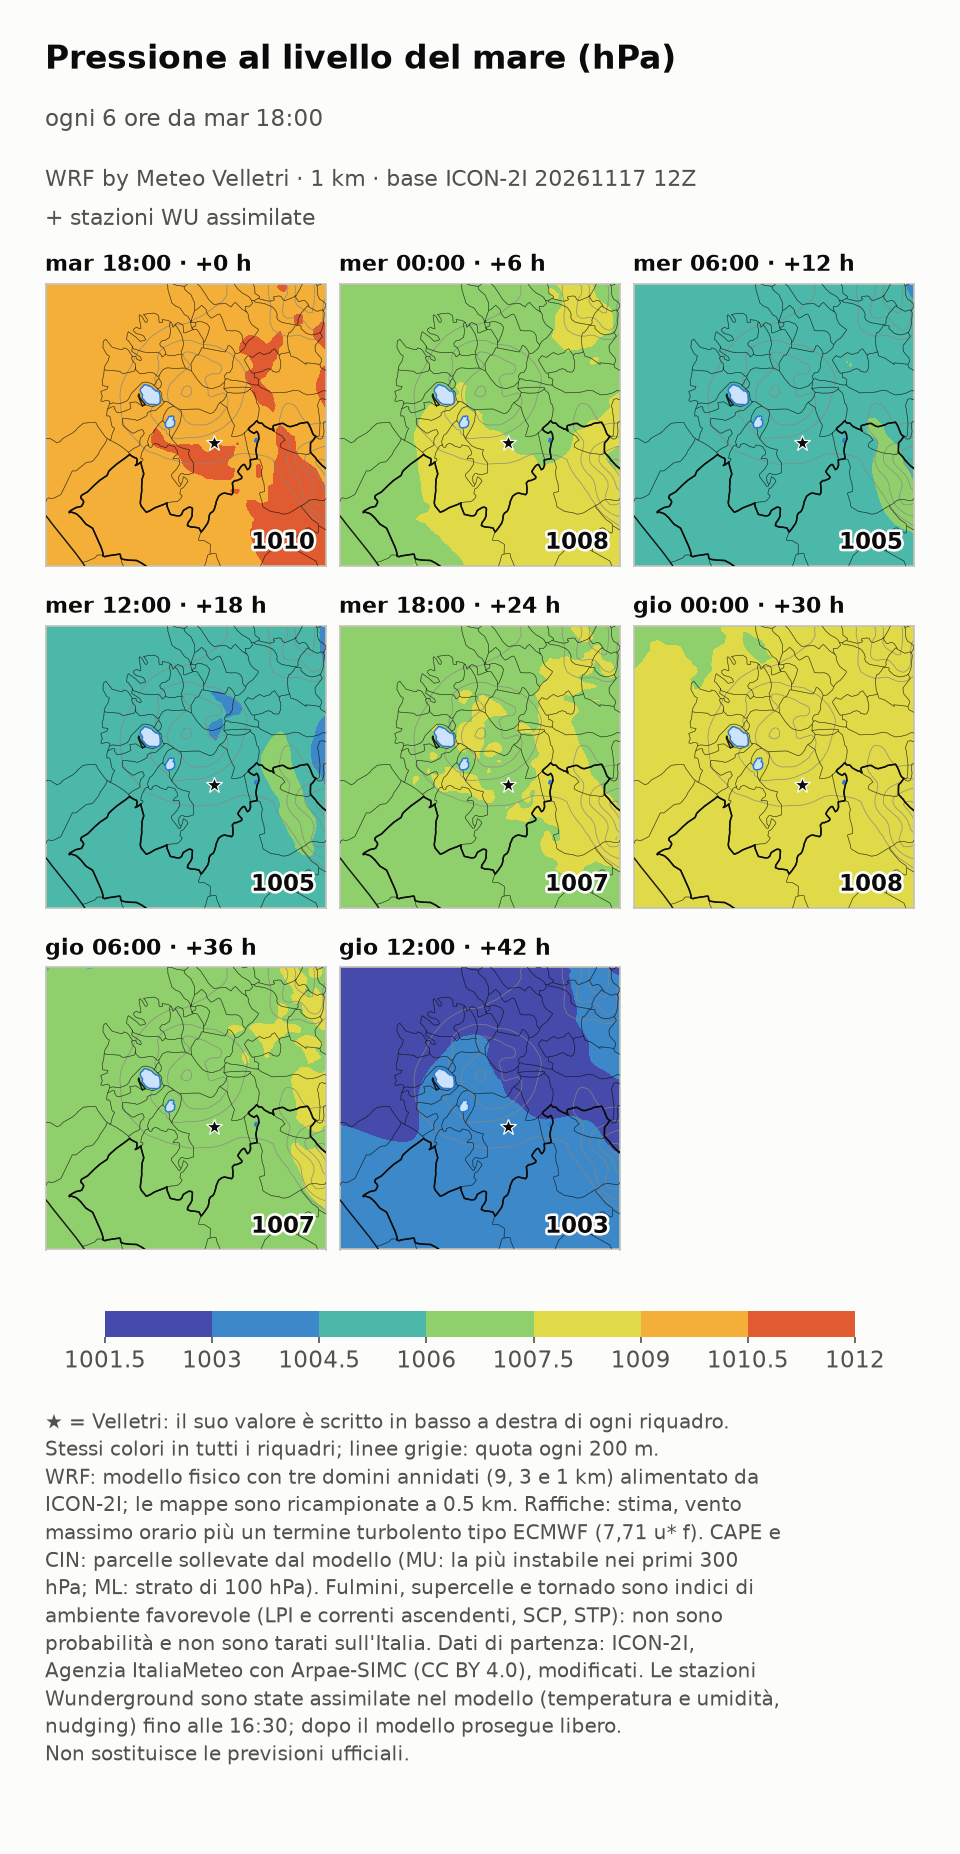 Pressione al livello del mare (hPa)
ogni 6 ore da mar 18:00
WRF by Meteo Velletri · 1 km · base ICON-2I 20261117 12Z
+ stazioni WU assimilate
mar 18:00 · +0 h
mer 00:00 · +6 h
mer 06:00 · +12 h
1010
1008
1005
mer 12:00 · +18 h
mer 18:00 · +24 h
gio 00:00 · +30 h
1005
1007
1008
gio 06:00 · +36 h
gio 12:00 · +42 h
1007
1003
1001.5 1003 1004.5 1006 1007.5 1009 1010.5 1012
★ = Velletri: il suo valore è scritto in basso a destra di ogni riquadro.
Stessi colori in tutti i riquadri; linee grigie: quota ogni 200 m.
WRF: modello fisico con tre domini annidati (9, 3 e 1 km) alimentato da
ICON-2I; le mappe sono ricampionate a 0.5 km. Raffiche: stima, vento
massimo orario più un termine turbolento tipo ECMWF (7,71 u* f). CAPE e
CIN: parcelle sollevate dal modello (MU: la più instabile nei primi 300
hPa; ML: strato di 100 hPa). Fulmini, supercelle e tornado sono indici di
ambiente favorevole (LPI e correnti ascendenti, SCP, STP): non sono
probabilità e non sono tarati sull'Italia. Dati di partenza: ICON-2I,
Agenzia ItaliaMeteo con Arpae-SIMC (CC BY 4.0), modificati. Le stazioni
Wunderground sono state assimilate nel modello (temperatura e umidità,
nudging) fino alle 16:30; dopo il modello prosegue libero.
Non sostituisce le previsioni ufficiali.